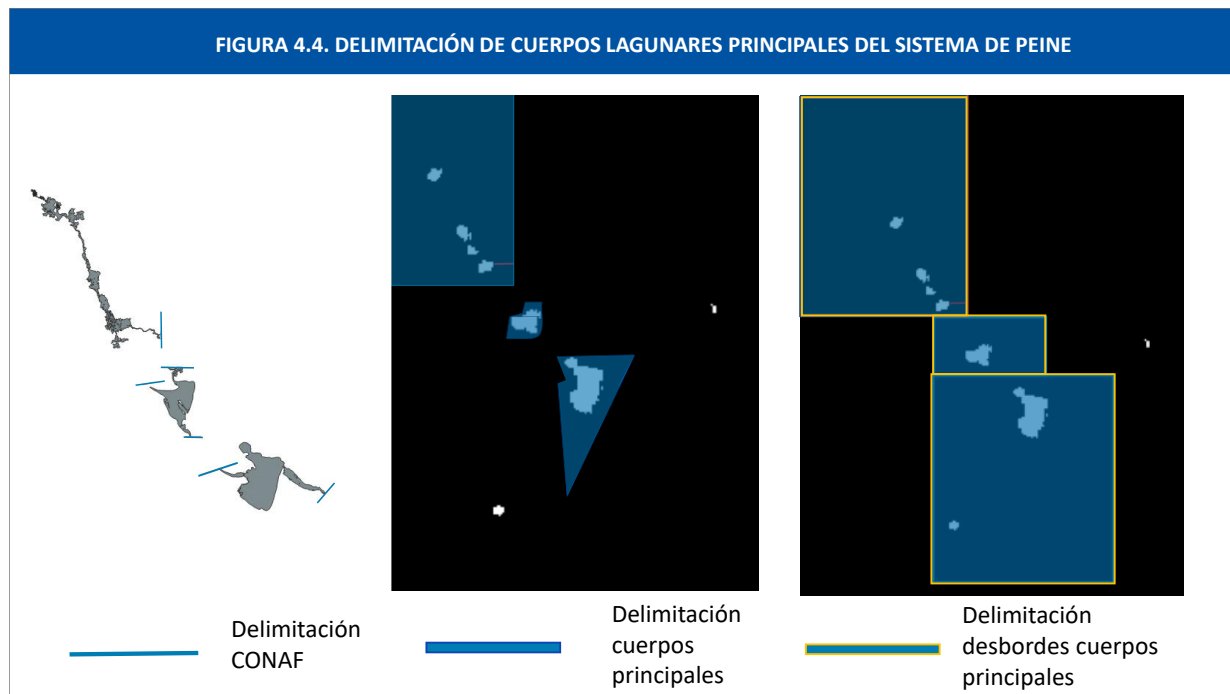 FIGURA 4.4. DELIMITACIÓN DE CUERPOS LAGUNARES PRINCIPALES DEL SISTEMA DE PEINE
Delimitación
CONAF
Delimitación
cuerpos
principales
Delimitación
desbordes cuerpos
principales